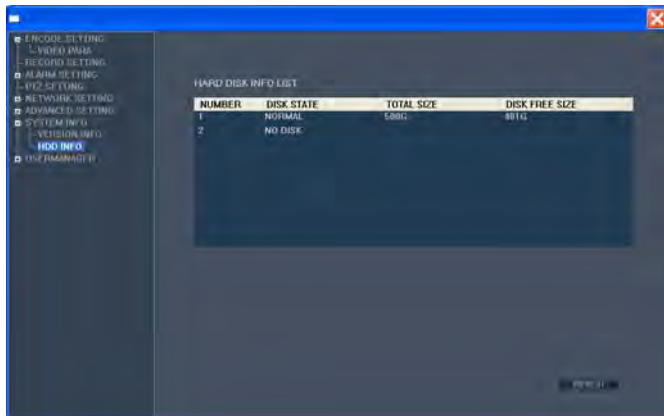 ENCODE SETTING
VIDEO PARA
RECORD SETTING
ALARM SETTING
PTZ SETTING
NETWORK SETTING
ADVANCED SETTING
SYSTEM INFO
VERSION INFO
HDD INFO
USERMANAGER
HARD DISK INFO LIST
NUMBER DISK STATE TOTAL SIZE DISK FREE SIZE
1 NORMAL 500G 481G
2 NO DISK